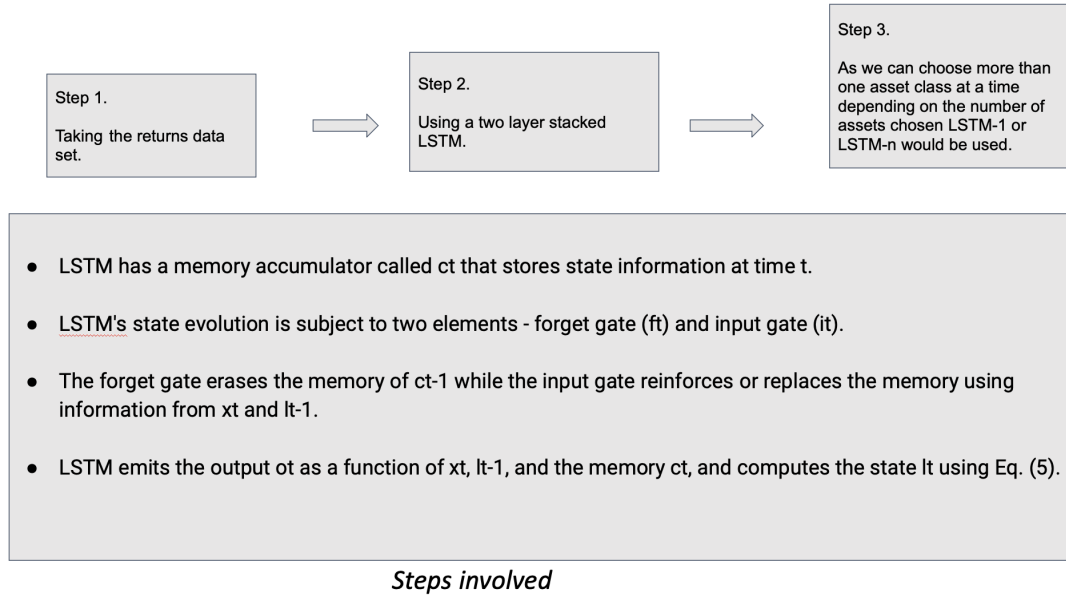 Step 1.
Taking the returns data
set.
Step 2.
Using a two layer stacked
LSTM.
Step 3.
As we can choose more than
one asset class at a time
depending on the number of
assets chosen LSTM-1 or
LSTM-n would be used.
● LSTM has a memory accumulator called ct that stores state information at time t.
● LSTM's state evolution is subject to two elements - forget gate (ft) and input gate (it).
● The forget gate erases the memory of ct-1 while the input gate reinforces or replaces the memory using
information from xt and lt-1.
● LSTM emits the output ot as a function of xt, lt-1, and the memory ct, and computes the state lt using Eq. (5).
Steps involved